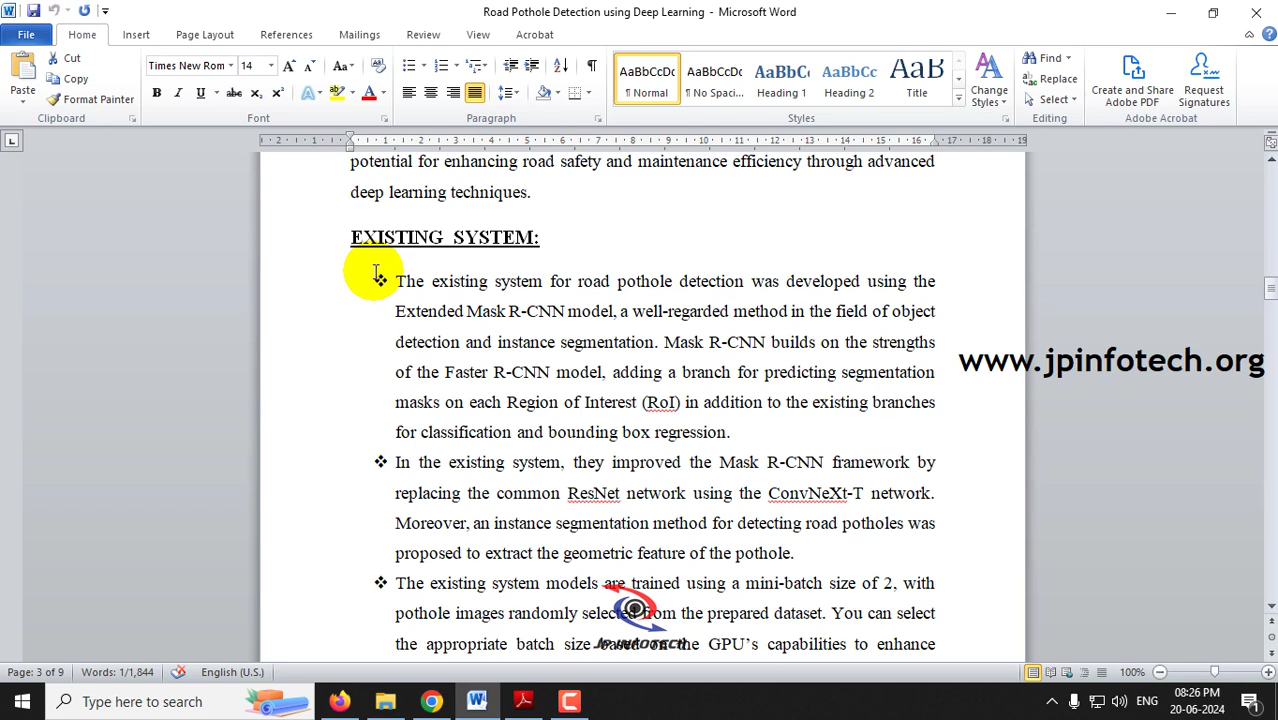 Road Pothole Detection using Deep Learning - Microsoft Word
File Home Insert Page Layout References Mailings Review View Acrobat
Cut
Copy
Format Painter
Paste
Clipboard
Times New Rom 14
Font
Paragraph
AaBbCcDc AaBbCcDc AaBbCc AaBbCc AaB
¶ Normal ¶ No Spaci... Heading 1 Heading 2 Title
Change Styles
Styles
Find
Replace
Select
Editing
Create and Share Adobe PDF
Request Signatures
Adobe Acrobat
potential for enhancing road safety and maintenance efficiency through advanced
deep learning techniques.
EXISTING SYSTEM:
❖ The existing system for road pothole detection was developed using the
Extended Mask R-CNN model, a well-regarded method in the field of object
detection and instance segmentation. Mask R-CNN builds on the strengths
of the Faster R-CNN model, adding a branch for predicting segmentation
masks on each Region of Interest (RoI) in addition to the existing branches
for classification and bounding box regression.
❖ In the existing system, they improved the Mask R-CNN framework by
replacing the common ResNet network using the ConvNeXt-T network.
Moreover, an instance segmentation method for detecting road potholes was
proposed to extract the geometric feature of the pothole.
❖ The existing system models are trained using a mini-batch size of 2, with
pothole images randomly selected from the prepared dataset. You can select
the appropriate batch size based on the GPU's capabilities to enhance
www.jpinfotech.org
JP INFOTECH
Page: 3 of 9 Words: 1/1,844 English (U.S.) 100%
Type here to search
ENG
08:26 PM
20-06-2024